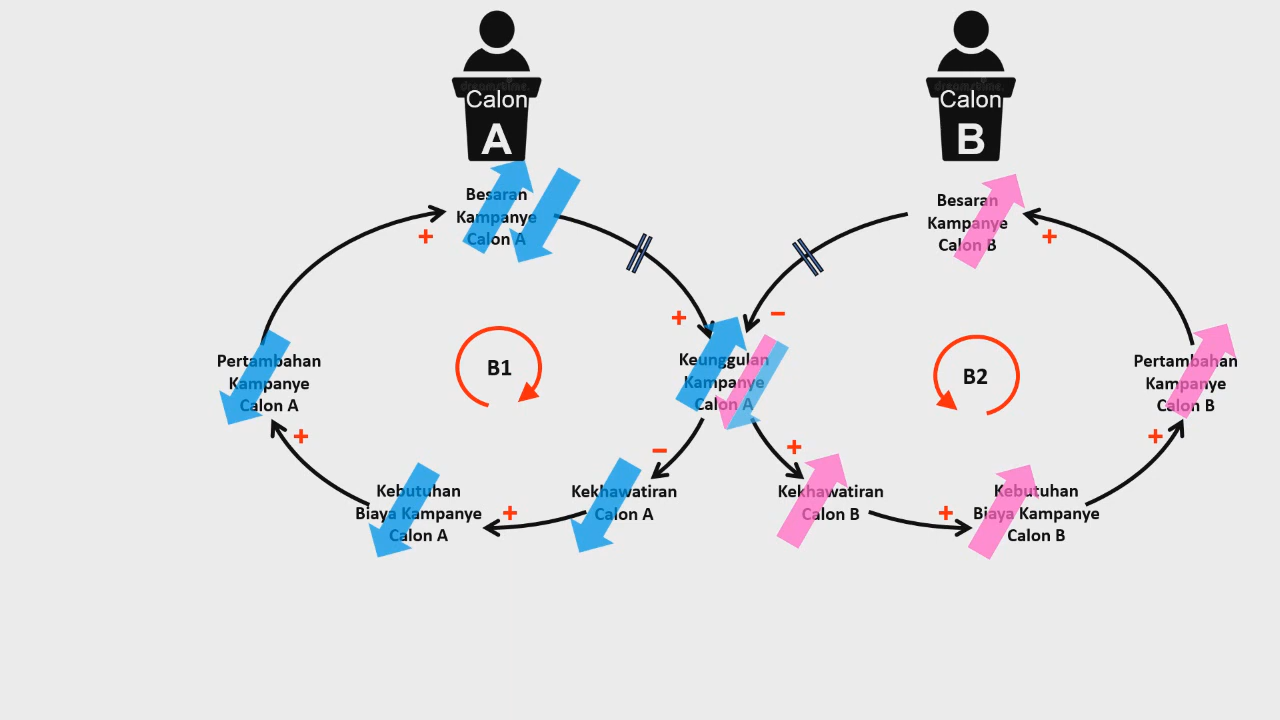 Calon
A
Calon
B
Besaran
Kampanye
Calon A
+
Besaran
Kampanye
Calon B
+
+
−
Pertambahan
Kampanye
Calon A
B1
Keunggulan
Kampanye
Calon A
B2
Pertambahan
Kampanye
Calon B
+
−
+
+
Kebutuhan
Biaya Kampanye
Calon A
+
Kekhawatiran
Calon A
Kekhawatiran
Calon B
+
Kebutuhan
Biaya Kampanye
Calon B